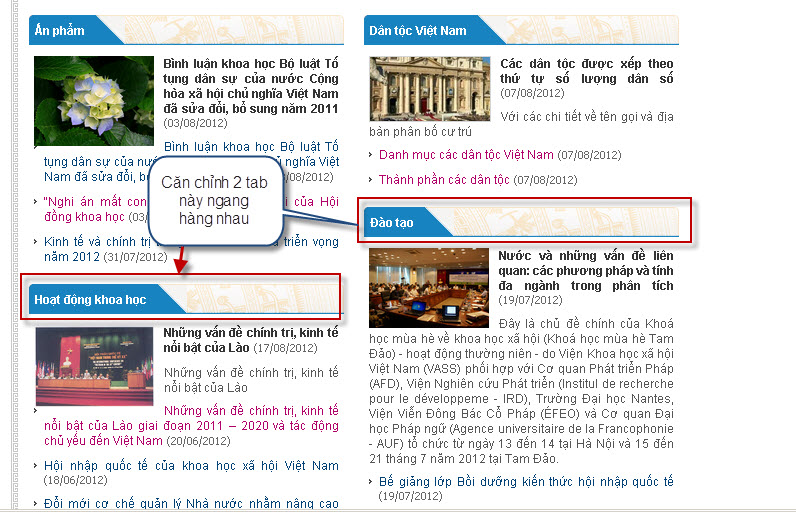 Ấn phẩm
Bình luận khoa học Bộ luật Tố
tụng dân sự của nước Cộng
hòa xã hội chủ nghĩa Việt Nam
đã sửa đổi, bổ sung năm 2011
(03/08/2012)
Bình luận khoa học Bộ luật Tố
tụng dân sự của nước chủ nghĩa Việt
Nam đã sửa đổi, /08/2012)
"Nghi án mất con của Hội
đồng khoa học
Kinh tế và chính trị triển vọng
năm 2012 (31/07/2012)
Căn chỉnh 2 tab
này ngang
hàng nhau
Hoạt động khoa học
Những vấn đề chính trị, kinh tế
nổi bật của Lào (17/08/2012)
Những vấn đề chính trị, kinh tế
nổi bật của Lào
Những vấn đề chính trị, kinh tế
nổi bật của Lào giai đoạn 2011 – 2020 và tác động
chủ yếu đến Việt Nam (20/06/2012)
Hội nhập quốc tế của khoa học xã hội Việt Nam
(18/06/2012)
Đổi mới cơ chế quản lý Nhà nước nhằm nâng cao
Dân tộc Việt Nam
Các dân tộc được xếp theo
thứ tự số lượng dân số
(07/08/2012)
Với các chi tiết về tên gọi và địa
bàn phân bố cư trú
Danh mục các dân tộc Việt Nam (07/08/2012)
Thành phần các dân tộc (07/08/2012)
Đào tạo
Nước và những vấn đề liên
quan: các phương pháp và tính
đa ngành trong phân tích
(19/07/2012)
Đây là chủ đề chính của Khoá
học mùa hè về khoa học xã hội (Khoá học mùa hè Tam
Đảo) - hoạt động thường niên - do Viện Khoa học xã hội
Việt Nam (VASS) phối hợp với Cơ quan Phát triển Pháp
(AFD), Viện Nghiên cứu Phát triển (Institul de recherche
pour le développeme - IRD), Trường Đại học Nantes,
Viện Viễn Đông Bác Cổ Pháp (ÉFEO) và Cơ quan Đại
học Pháp ngữ (Agence universitaire de la Francophonie
- AUF) tổ chức từ ngày 13 đến 14 tại Hà Nội và 15 đến
21 tháng 7 năm 2012 tại Tam Đảo.
Bế giảng lớp Bồi dưỡng kiến thức hội nhập quốc tế
(19/07/2012)